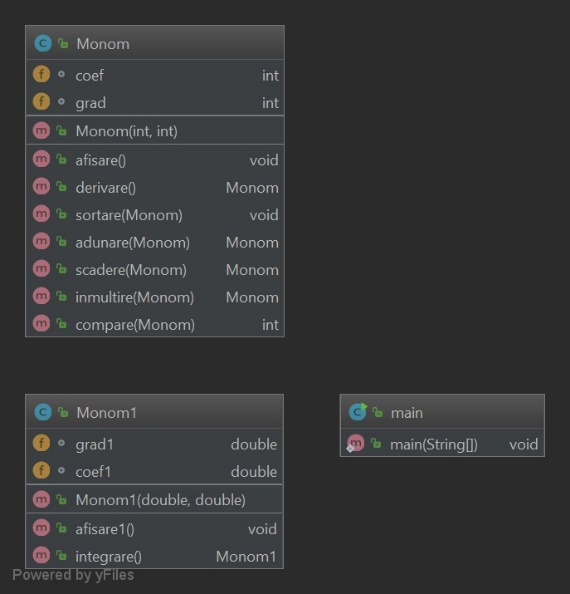 Monom
coef int
grad int
Monom(int, int)
afisare() void
derivare() Monom
sortare(Monom) void
adunare(Monom) Monom
scadere(Monom) Monom
inmultire(Monom) Monom
compare(Monom) int
Monom1
grad1 double
coef1 double
Monom1(double, double)
afisare1() void
integrare() Monom1
main
main(String[]) void
Powered by yFiles